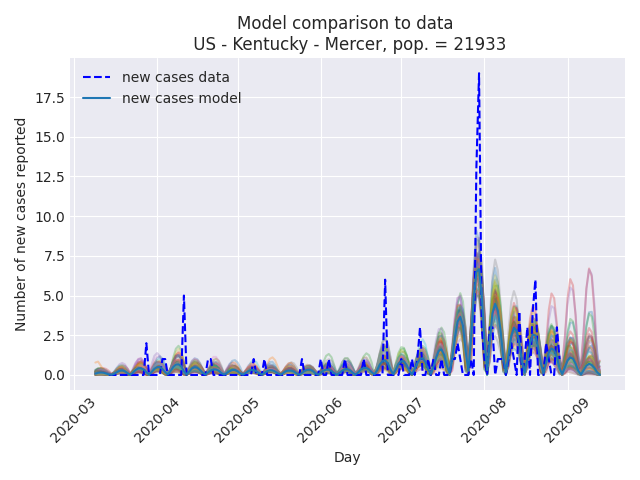 Model comparison to data
US - Kentucky - Mercer, pop. = 21933
new cases data
new cases model
17.5
15.0
12.5
10.0
7.5
5.0
2.5
0.0
Number of new cases reported
2020-03
2020-04
2020-05
2020-06
2020-07
2020-08
2020-09
Day